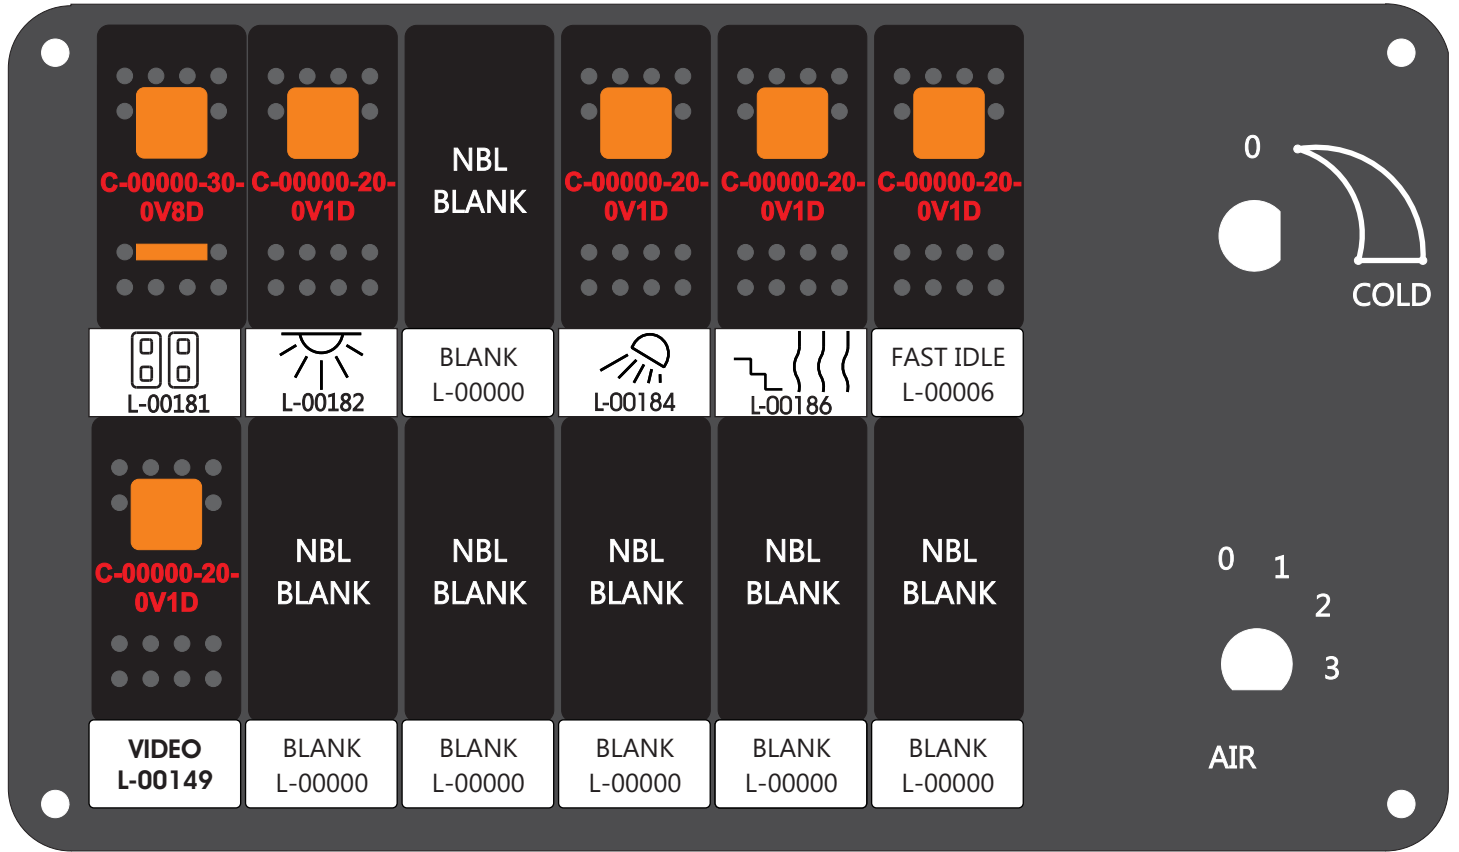 C-00000-30-
0V8D
C-00000-20-
0V1D
NBL
BLANK
C-00000-20-
0V1D
C-00000-20-
0V1D
C-00000-20-
0V1D
L-00181
L-00182
BLANK
L-00000
L-00184
L-00186
FAST IDLE
L-00006
C-00000-20-
0V1D
NBL
BLANK
NBL
BLANK
NBL
BLANK
NBL
BLANK
NBL
BLANK
VIDEO
L-00149
BLANK
L-00000
BLANK
L-00000
BLANK
L-00000
BLANK
L-00000
BLANK
L-00000
0
COLD
0
1
2
3
AIR